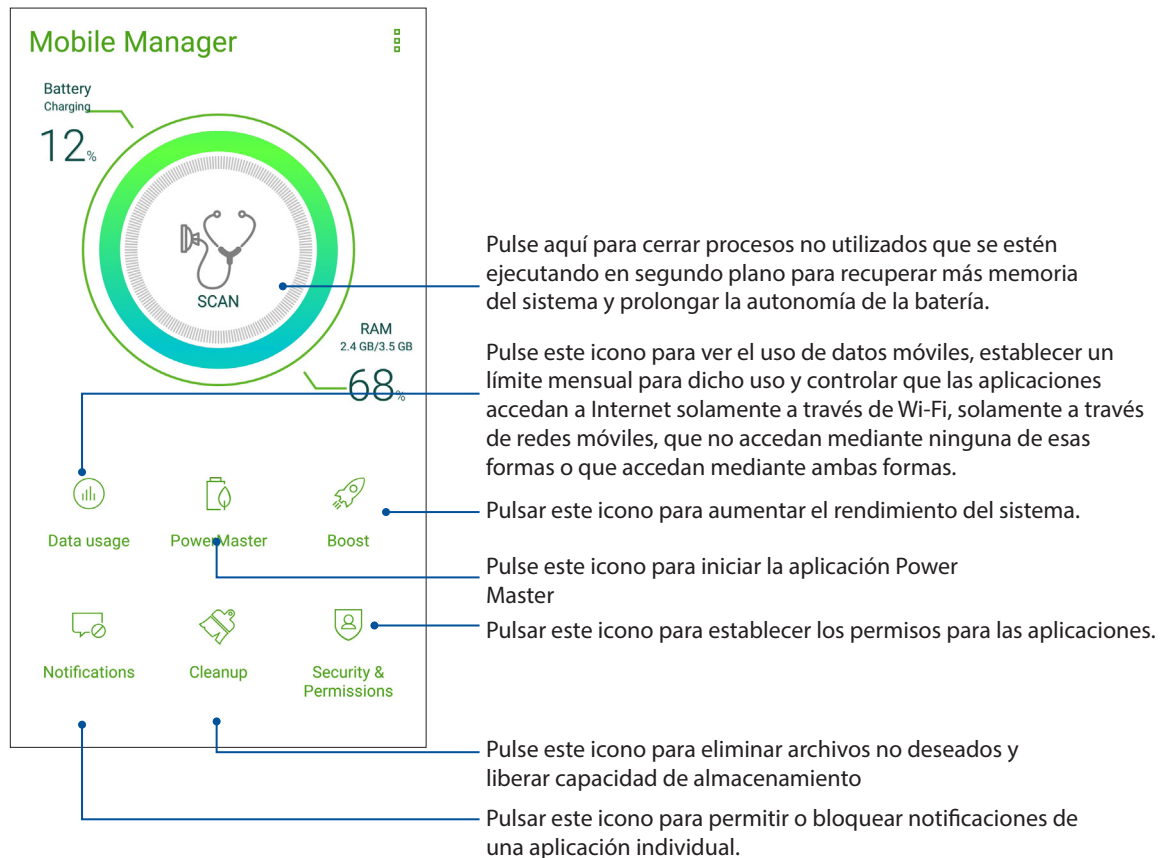 Mobile Manager
Battery
Charging
12%
SCAN
RAM
2.4 GB/3.5 GB
68%
Data usage
PowerMaster
Boost
Notifications
Cleanup
Security &
Permissions
Pulse aquí para cerrar procesos no utilizados que se estén
ejecutando en segundo plano para recuperar más memoria
del sistema y prolongar la autonomía de la batería.
Pulse este icono para ver el uso de datos móviles, establecer un
límite mensual para dicho uso y controlar que las aplicaciones
accedan a Internet solamente a través de Wi-Fi, solamente a través
de redes móviles, que no accedan mediante ninguna de esas
formas o que accedan mediante ambas formas.
Pulsar este icono para aumentar el rendimiento del sistema.
Pulse este icono para iniciar la aplicación Power
Master
Pulsar este icono para establecer los permisos para las aplicaciones.
Pulse este icono para eliminar archivos no deseados y
liberar capacidad de almacenamiento
Pulsar este icono para permitir o bloquear notificaciones de
una aplicación individual.